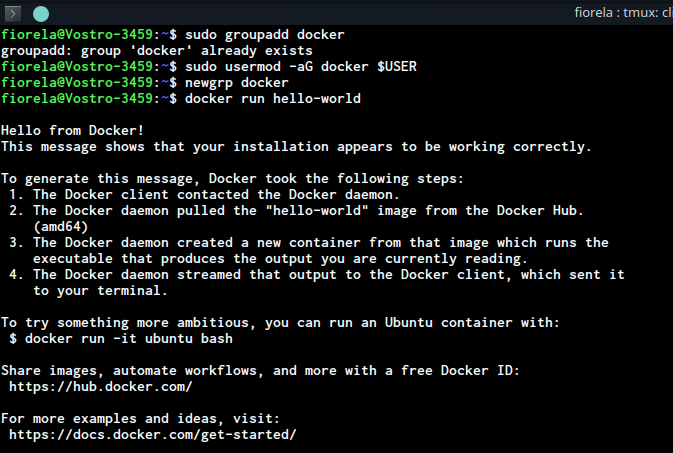 fiorela : tmux: cli
fiorela@Vostro-3459:~$ sudo groupadd docker
groupadd: group 'docker' already exists
fiorela@Vostro-3459:~$ sudo usermod -aG docker $USER
fiorela@Vostro-3459:~$ newgrp docker
fiorela@Vostro-3459:~$ docker run hello-world

Hello from Docker!
This message shows that your installation appears to be working correctly.

To generate this message, Docker took the following steps:
 1. The Docker client contacted the Docker daemon.
 2. The Docker daemon pulled the "hello-world" image from the Docker Hub.
    (amd64)
 3. The Docker daemon created a new container from that image which runs the
    executable that produces the output you are currently reading.
 4. The Docker daemon streamed that output to the Docker client, which sent it
    to your terminal.

To try something more ambitious, you can run an Ubuntu container with:
 $ docker run -it ubuntu bash

Share images, automate workflows, and more with a free Docker ID:
 https://hub.docker.com/

For more examples and ideas, visit:
 https://docs.docker.com/get-started/